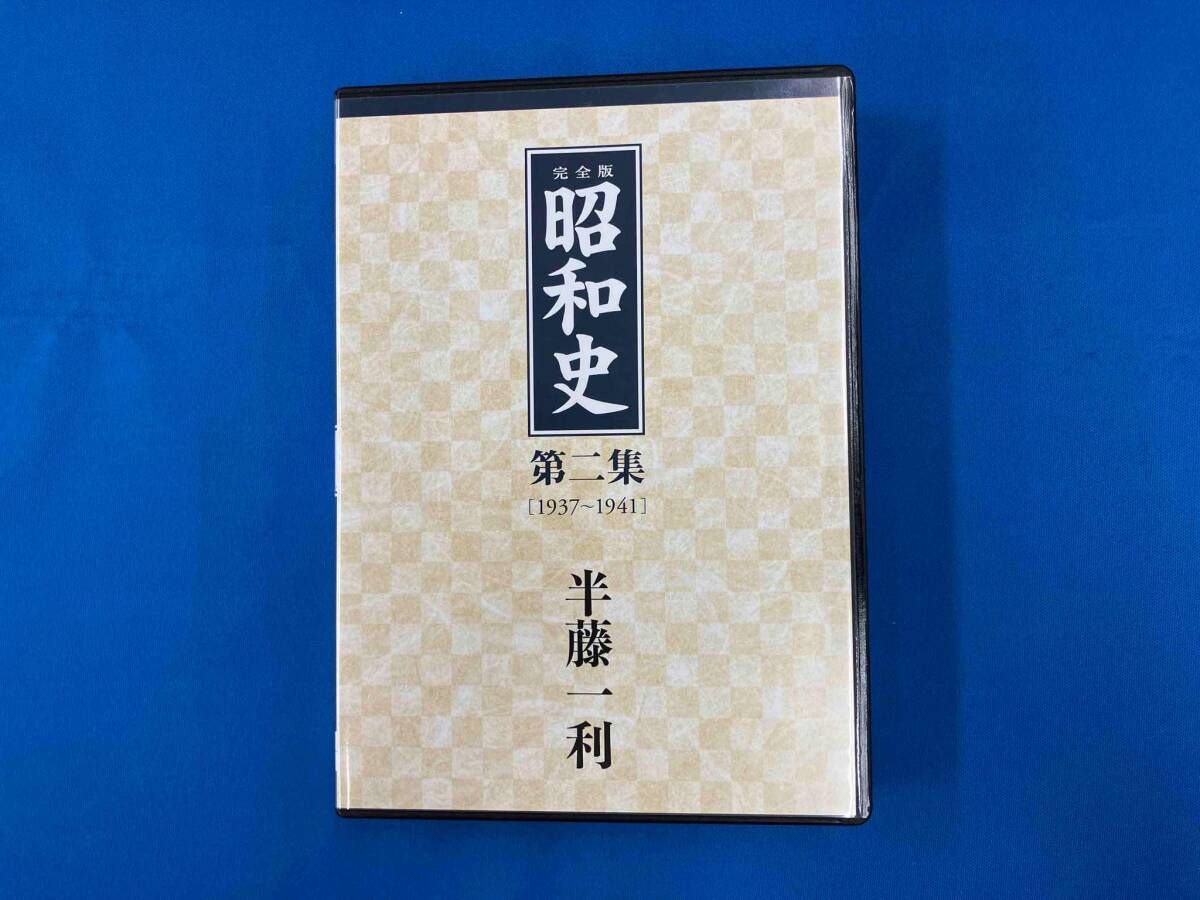 完全版
昭和史
第二集
[1937~1941]
半藤一利